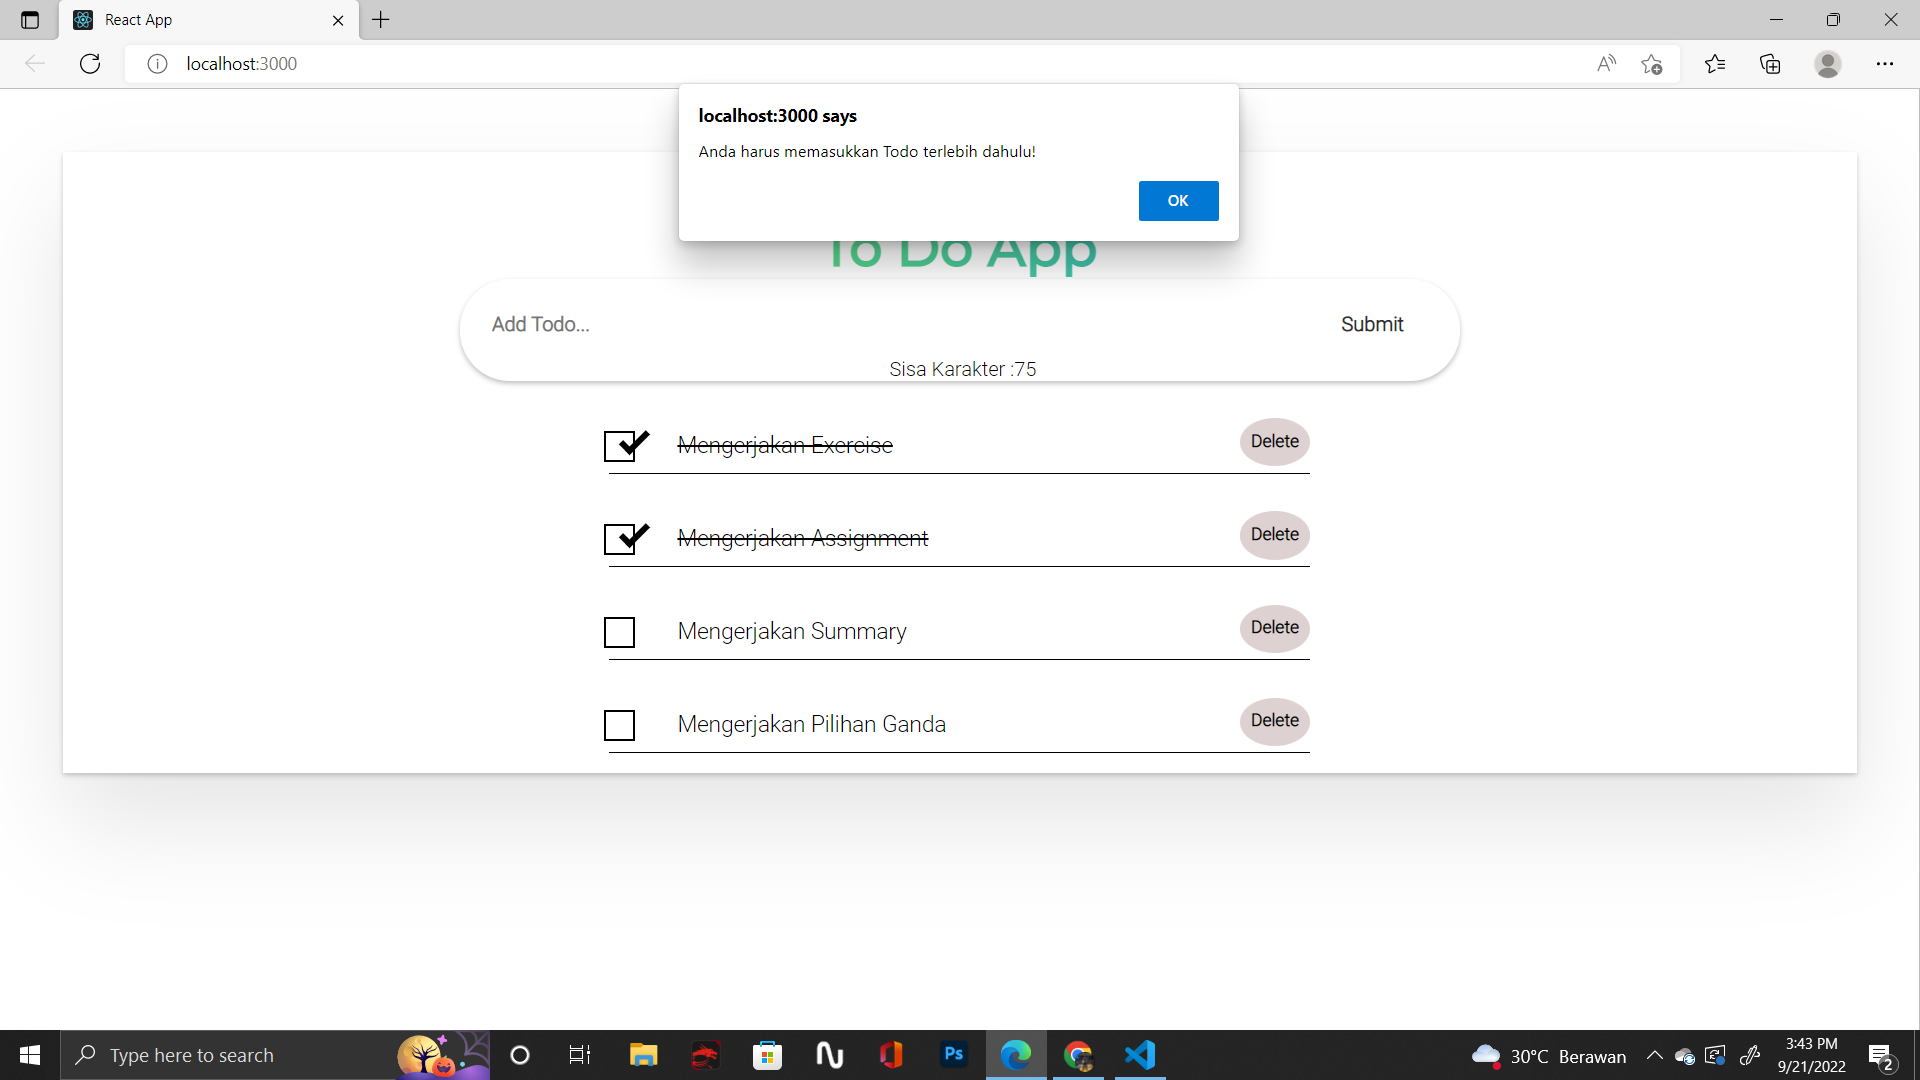 React App
localhost:3000
localhost:3000 says
Anda harus memasukkan Todo terlebih dahulu!
OK
To Do App
Add Todo...
Submit
Sisa Karakter :75
Mengerjakan Exercise
Delete
Mengerjakan Assignment
Delete
Mengerjakan Summary
Delete
Mengerjakan Pilihan Ganda
Delete
Type here to search
Ps
30°C Berawan
3:43 PM
9/21/2022
2